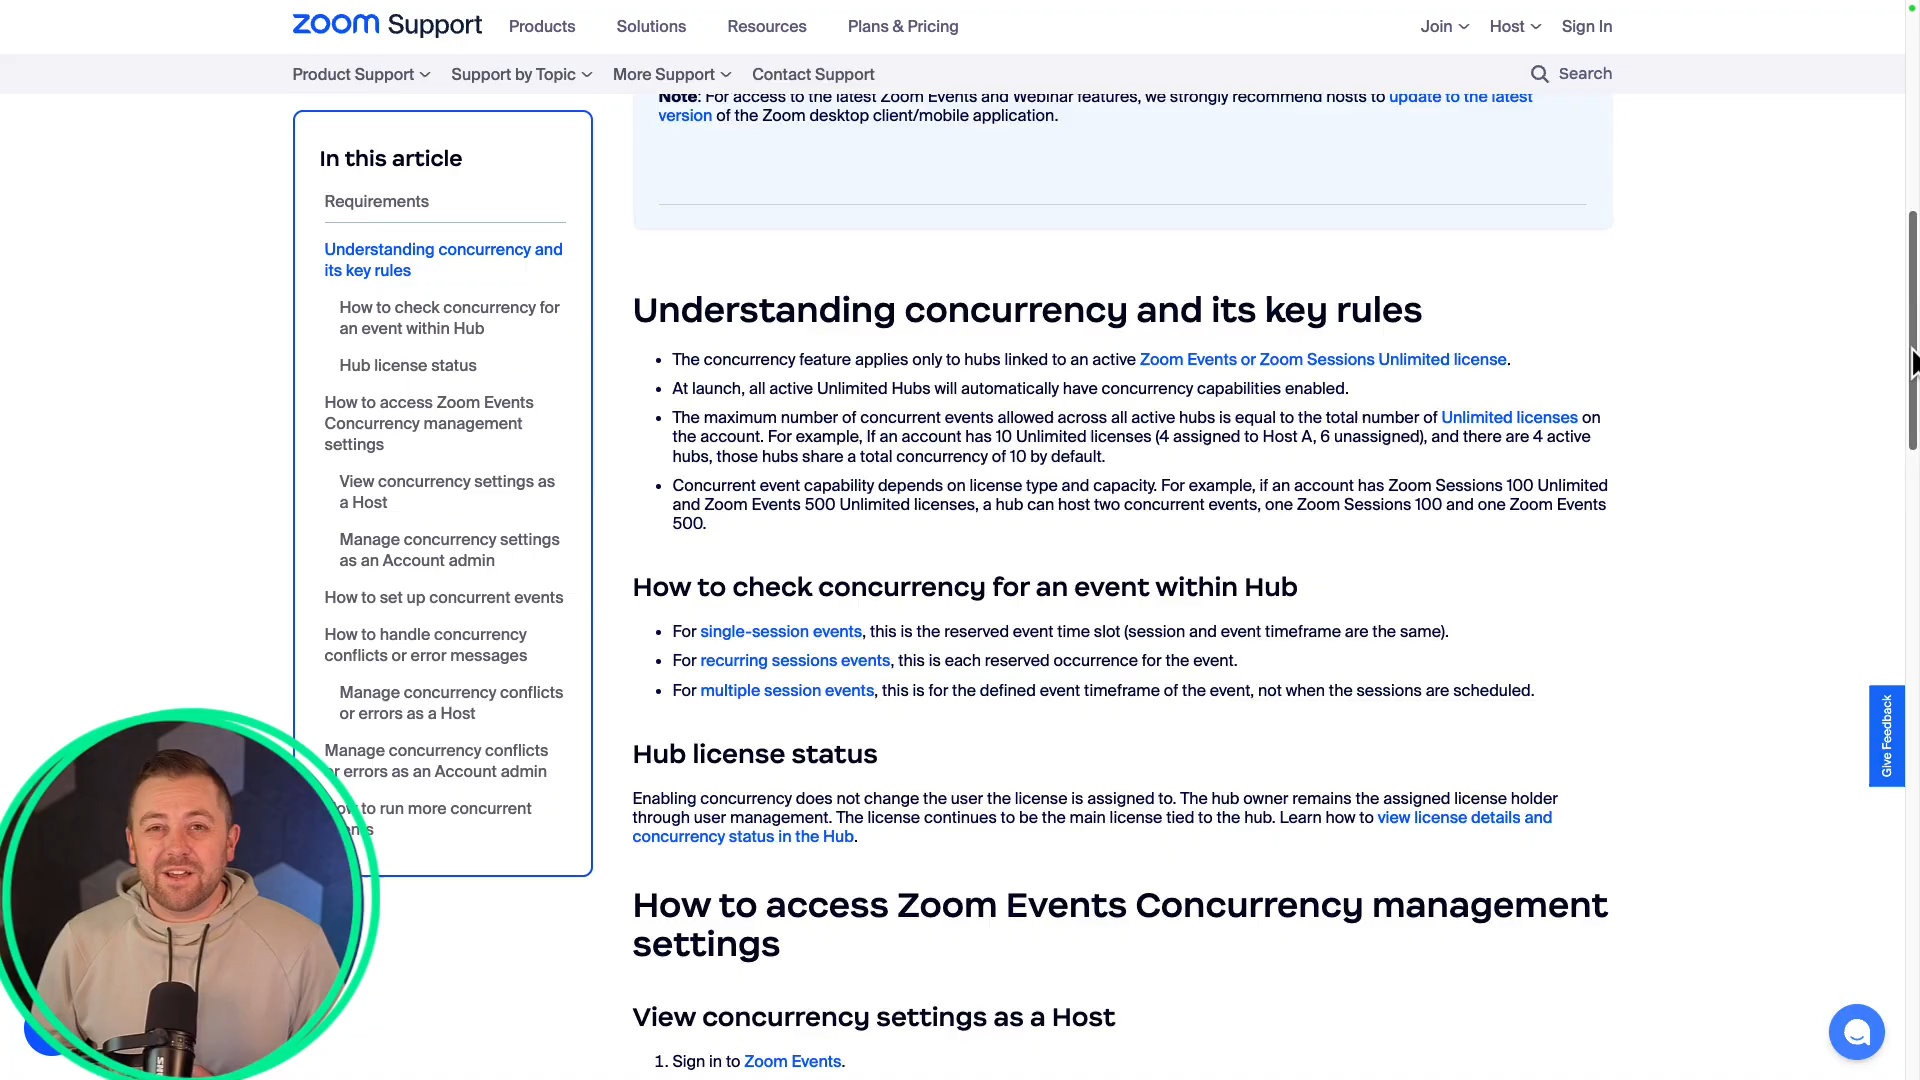 zoom Support
Products
Solutions
Resources
Plans & Pricing
Join
Host
Sign In
Product Support
Support by Topic
More Support
Contact Support
Search
Note: For access to the latest Zoom Events and Webinar features, we strongly recommend hosts to update to the latest
version of the Zoom desktop client/mobile application.
In this article
Requirements
Understanding concurrency and
its key rules
How to check concurrency for
an event within Hub
Hub license status
How to access Zoom Events
Concurrency management
settings
View concurrency settings as
a Host
Manage concurrency settings
as an Account admin
How to set up concurrent events
How to handle concurrency
conflicts or error messages
Manage concurrency conflicts
or errors as a Host
Manage concurrency conflicts
or errors as an Account admin
to run more concurrent
Understanding concurrency and its key rules
• The concurrency feature applies only to hubs linked to an active Zoom Events or Zoom Sessions Unlimited license.
• At launch, all active Unlimited Hubs will automatically have concurrency capabilities enabled.
• The maximum number of concurrent events allowed across all active hubs is equal to the total number of Unlimited licenses on
the account. For example, If an account has 10 Unlimited licenses (4 assigned to Host A, 6 unassigned), and there are 4 active
hubs, those hubs share a total concurrency of 10 by default.
• Concurrent event capability depends on license type and capacity. For example, if an account has Zoom Sessions 100 Unlimited
and Zoom Events 500 Unlimited licenses, a hub can host two concurrent events, one Zoom Sessions 100 and one Zoom Events
500.
How to check concurrency for an event within Hub
• For single-session events, this is the reserved event time slot (session and event timeframe are the same).
• For recurring sessions events, this is each reserved occurrence for the event.
• For multiple session events, this is for the defined event timeframe of the event, not when the sessions are scheduled.
Hub license status
Enabling concurrency does not change the user the license is assigned to. The hub owner remains the assigned license holder
through user management. The license continues to be the main license tied to the hub. Learn how to view license details and
concurrency status in the Hub.
How to access Zoom Events Concurrency management
settings
View concurrency settings as a Host
1. Sign in to Zoom Events.
Give Feedback